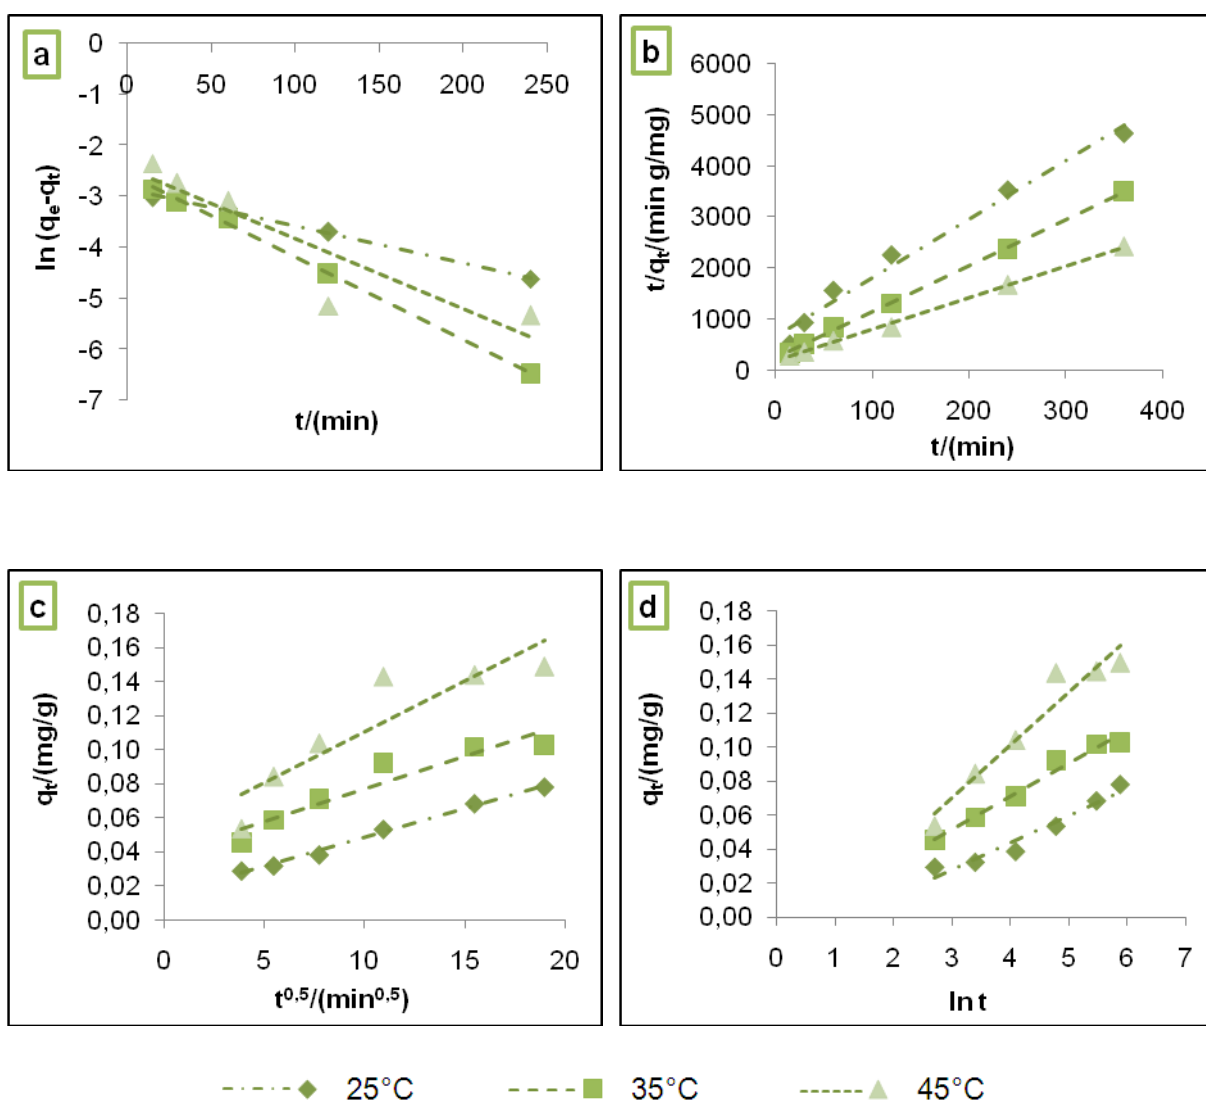 a
0
0 50 100 150 200 250
-1
-2
-3
-4
-5
-6
-7
ln (qe-qt)
t/(min)
b
6000
5000
4000
3000
2000
1000
0
0 100 200 300 400
t/qt/(min g/mg)
t/(min)
c
0,18
0,16
0,14
0,12
0,10
0,08
0,06
0,04
0,02
0,00
0 5 10 15 20
qt/(mg/g)
t0,5/(min0,5)
d
0,18
0,16
0,14
0,12
0,10
0,08
0,06
0,04
0,02
0,00
0 1 2 3 4 5 6 7
qt/(mg/g)
ln t
25°C 35°C 45°C